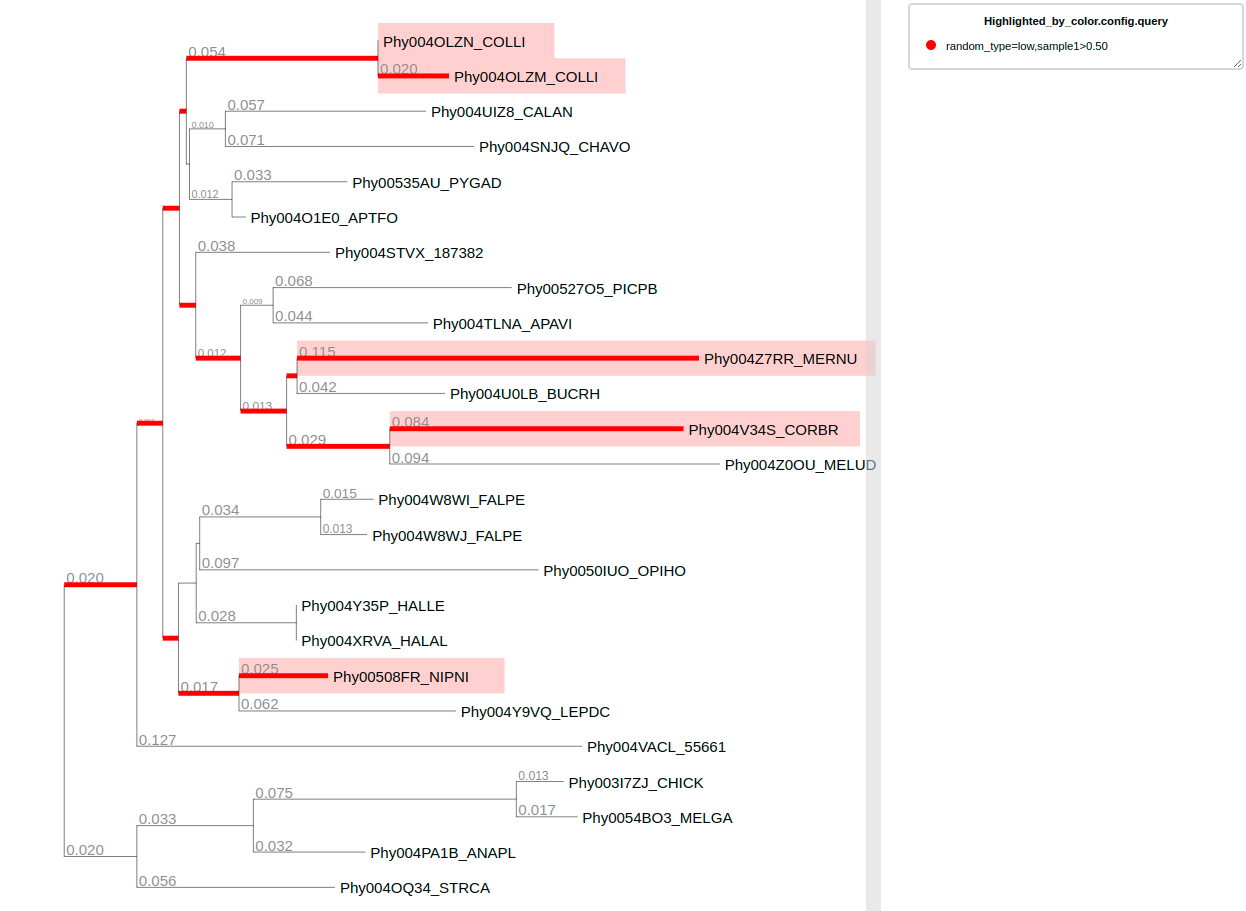 Highlighted_by_color.config.query
random_type=low,sample1>0.50
0.054
Phy004OLZN_COLLI
0.020
Phy004OLZM_COLLI
0.057
Phy004UIZ8_CALAN
0.010
0.071
Phy004SNJQ_CHAVO
0.033
Phy00535AU_PYGAD
0.012
Phy004O1E0_APTFO
0.038
Phy004STVX_187382
0.068
Phy00527O5_PICPB
0.009
0.044
Phy004TLNA_APAVI
0.012
0.115
Phy004Z7RR_MERNU
0.042
Phy004U0LB_BUCRH
0.013
0.084
Phy004V34S_CORBR
0.029
0.094
Phy004Z0OU_MELUD
0.015
Phy004W8WI_FALPE
0.034
0.013
Phy004W8WJ_FALPE
0.097
Phy0050IUO_OPIHO
0.020
Phy004Y35P_HALLE
0.028
Phy004XRVA_HALAL
0.025
Phy00508FR_NIPNI
0.017
0.062
Phy004Y9VQ_LEPDC
0.127
Phy004VACL_55661
0.013
Phy003I7ZJ_CHICK
0.075
0.017
Phy0054BO3_MELGA
0.033
0.032
Phy004PA1B_ANAPL
0.020
0.056
Phy004OQ34_STRCA